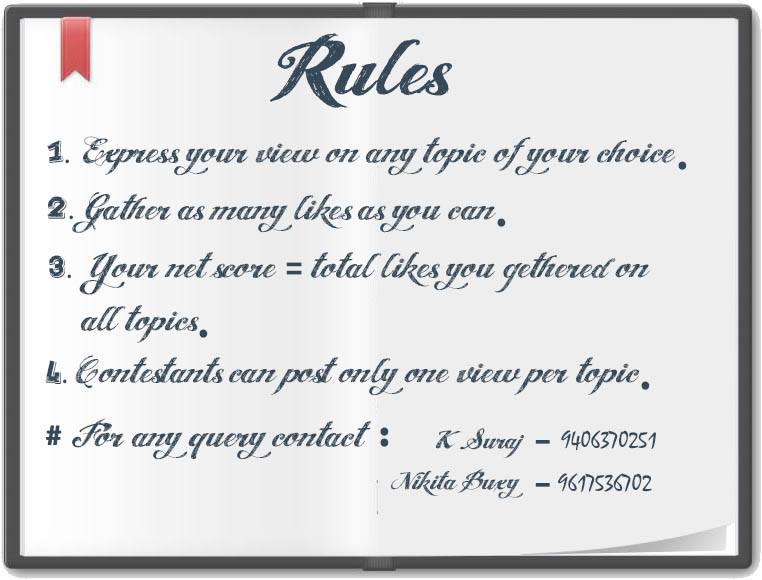 Rules
1. Express your view on any topic of your choice.
2. Gather as many likes as you can.
3. Your net score = total likes you gethered on
all topics.
4. Contestants can post only one view per topic.
# For any query contact : K Suraj - 9406370251
Nikita Buxy - 9617536702